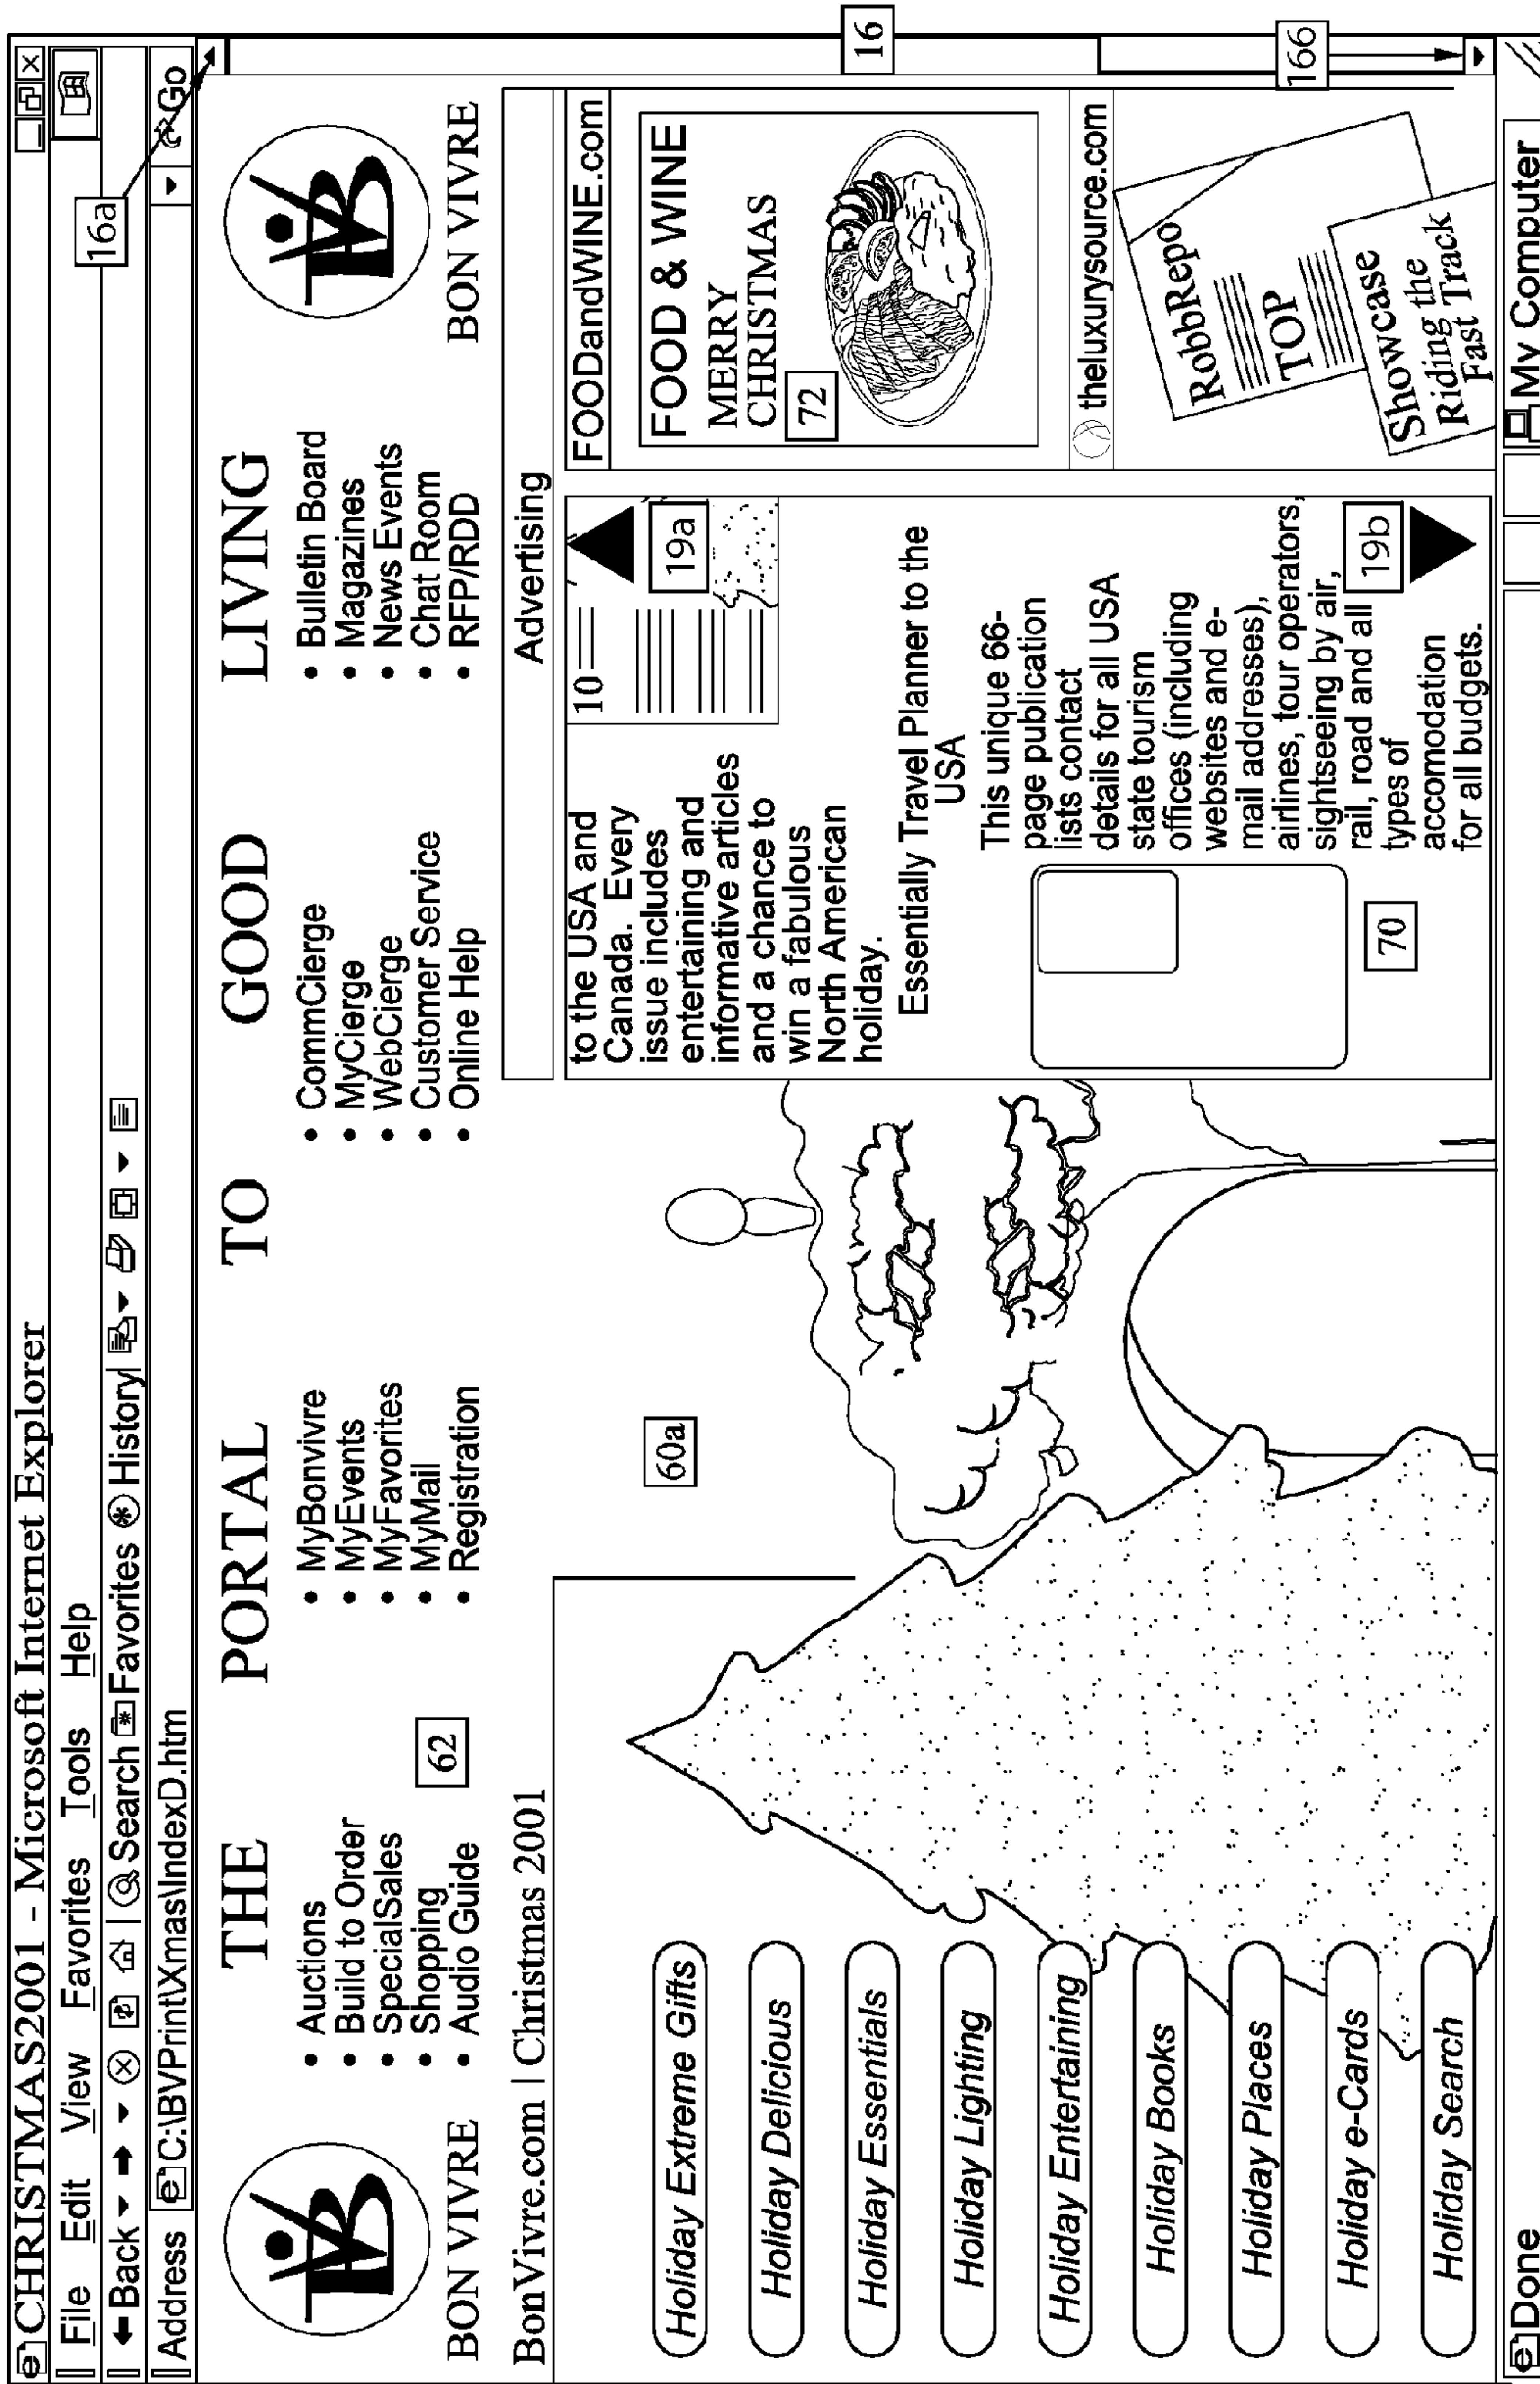 CHRISTMAS2001 - Microsoft Internet Explorer
File Edit View Favorites Tools Help
Back Search Favorites History
Address C:\BVPrint\Xmas\IndexD.htm Go
16a
BON VIVRE
THE PORTAL TO GOOD LIVING
• Auctions
• Build to Order
• SpecialSales
• Shopping
• Audio Guide
62
• MyBonvivre
• MyEvents
• MyFavorites
• MyMail
• Registration
• CommCierge
• MyCierge
• WebCierge
• Customer Service
• Online Help
• Bulletin Board
• Magazines
• News Events
• Chat Room
• RFP/RDD
BON VIVRE
Bon Vivre.com | Christmas 2001
Advertising
Holiday Extreme Gifts
Holiday Delicious
Holiday Essentials
Holiday Lighting
Holiday Entertaining
Holiday Books
Holiday Places
Holiday e-Cards
Holiday Search
60a
to the USA and
Canada. Every
issue includes
entertaining and
informative articles
and a chance to
win a fabulous
North American
holiday.
10
19a
Essentially Travel Planner to the
USA
This unique 66-
page publication
lists contact
details for all USA
state tourism
offices (including
websites and e-
mail addresses),
airlines, tour operators,
sightseeing by air,
rail, road and all
types of
accomodation
for all budgets.
70
19b
FOODandWINE.com
FOOD & WINE
MERRY
CHRISTMAS
72
theluxurysource.com
RobbRepo
TOP
Showcase
Riding the
Fast Track
16
166
Done
My Computer